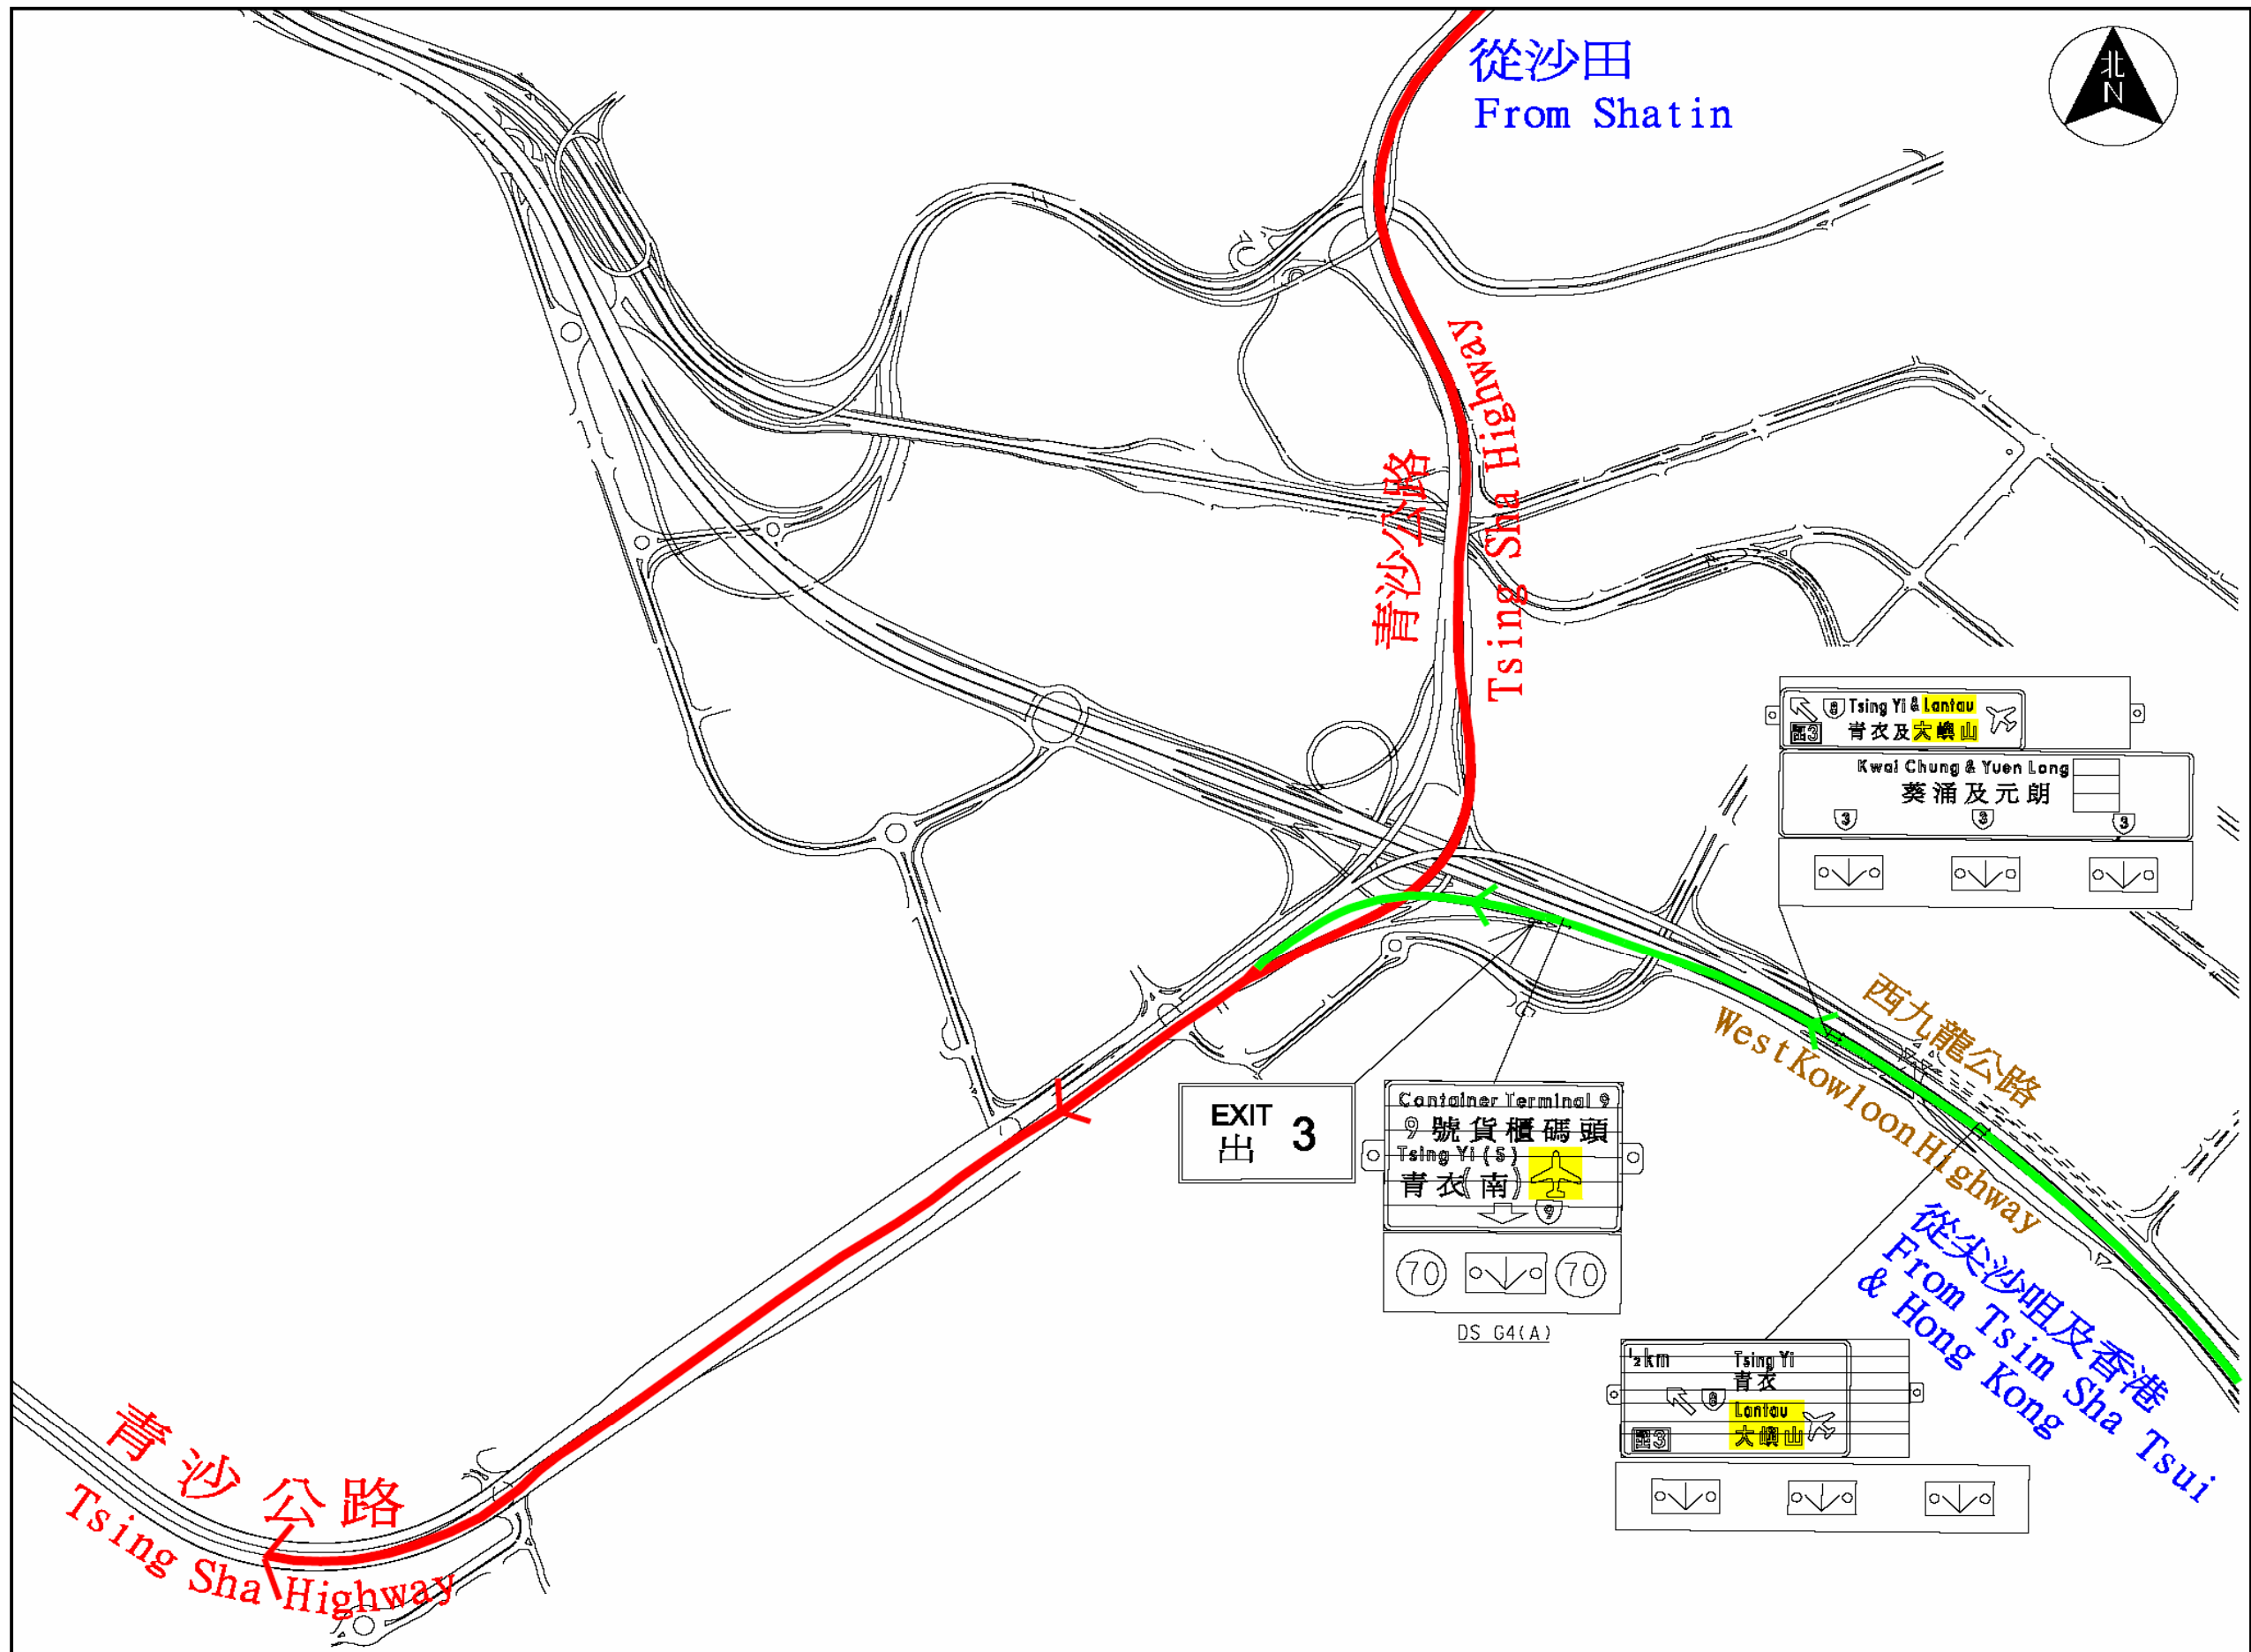 從沙田
From Shatin
北
N
Tsing Sha Highway
青沙公路
8 Tsing Yi & Lantau
3 青衣及大嶼山
Kwai Chung & Yuen Long
葵涌及元朗
3 3 3
西九龍公路
West Kowloon Highway
EXIT 3
出
Container Terminal 9
9 號貨櫃碼頭
Tsing Yi (S)
青衣(南)
9
70 70
DS G4(A)
從尖沙咀及香港
From Tsim Sha Tsui
& Hong Kong
½km Tsing Yi
青衣
8 Lantau
3 大嶼山
青沙公路
Tsing Sha Highway